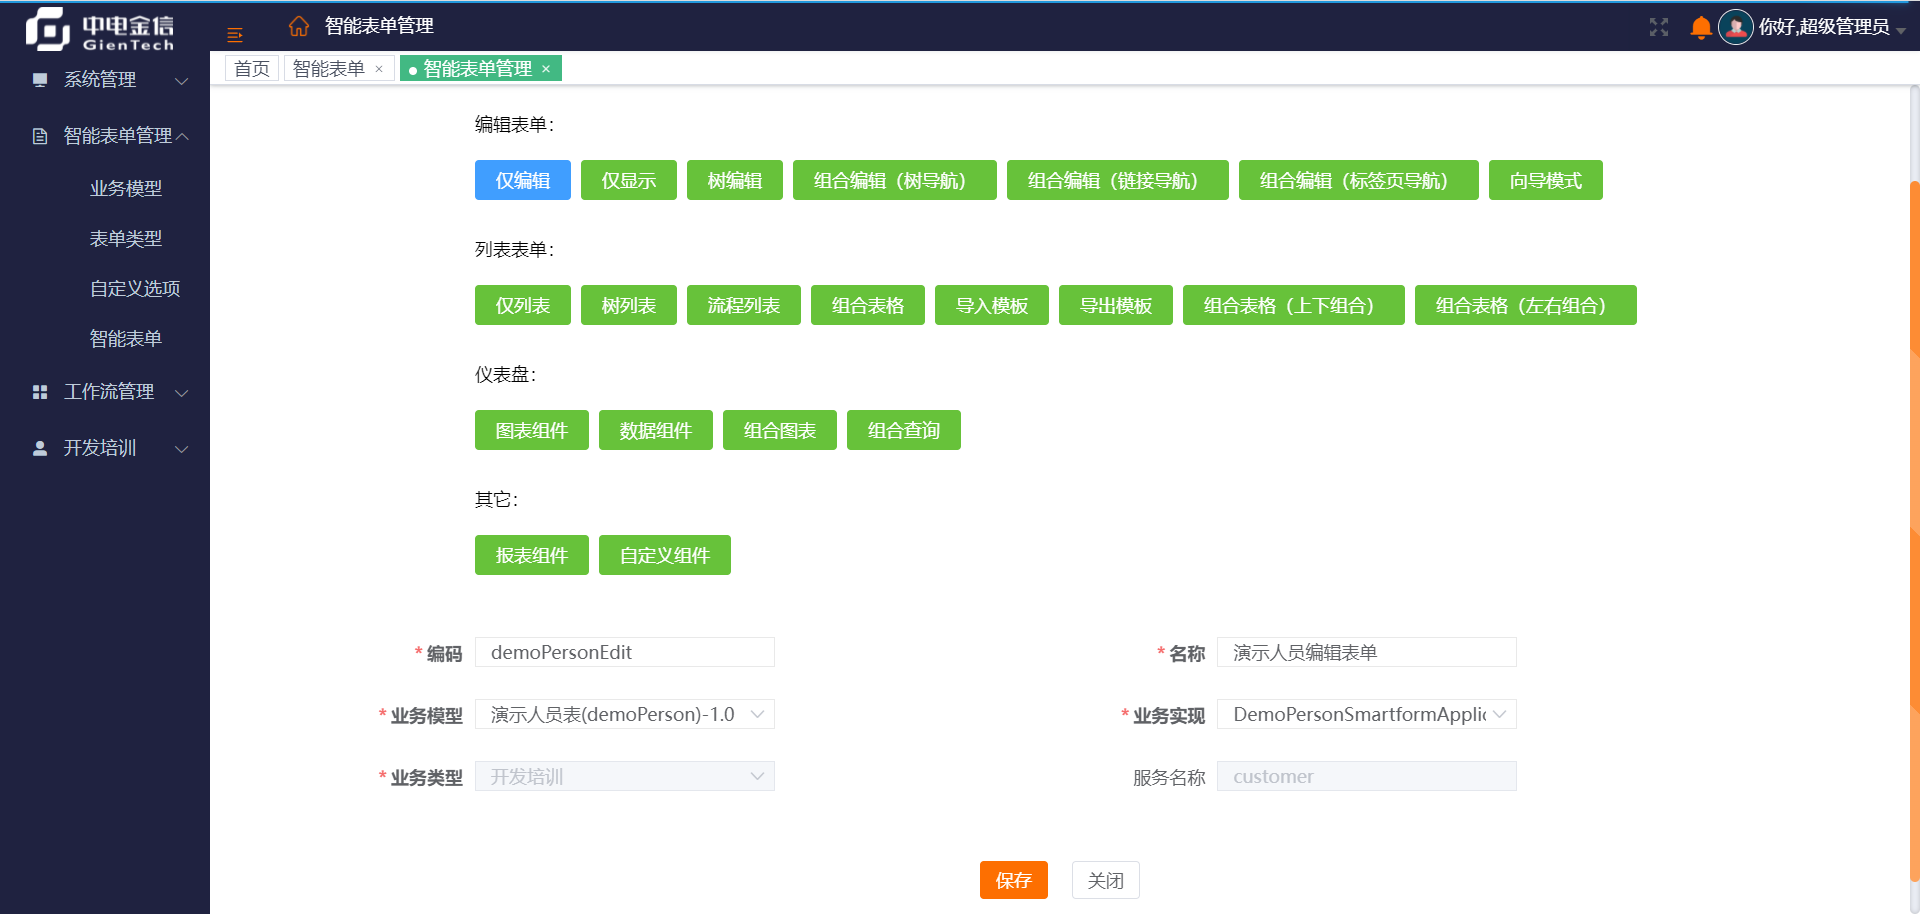 中电金信
GienTech
智能表单管理
你好,超级管理员
首页
智能表单 ×
智能表单管理 ×
系统管理
智能表单管理
业务模型
表单类型
自定义选项
智能表单
工作流管理
开发培训
编辑表单：
仅编辑
仅显示
树编辑
组合编辑（树导航）
组合编辑（链接导航）
组合编辑（标签页导航）
向导模式
列表表单：
仅列表
树列表
流程列表
组合表格
导入模板
导出模板
组合表格（上下组合）
组合表格（左右组合）
仪表盘：
图表组件
数据组件
组合图表
组合查询
其它：
报表组件
自定义组件
* 编码
demoPersonEdit
* 名称
演示人员编辑表单
* 业务模型
演示人员表(demoPerson)-1.0
* 业务实现
DemoPersonSmartformApplic
* 业务类型
开发培训
服务名称
customer
保存
关闭